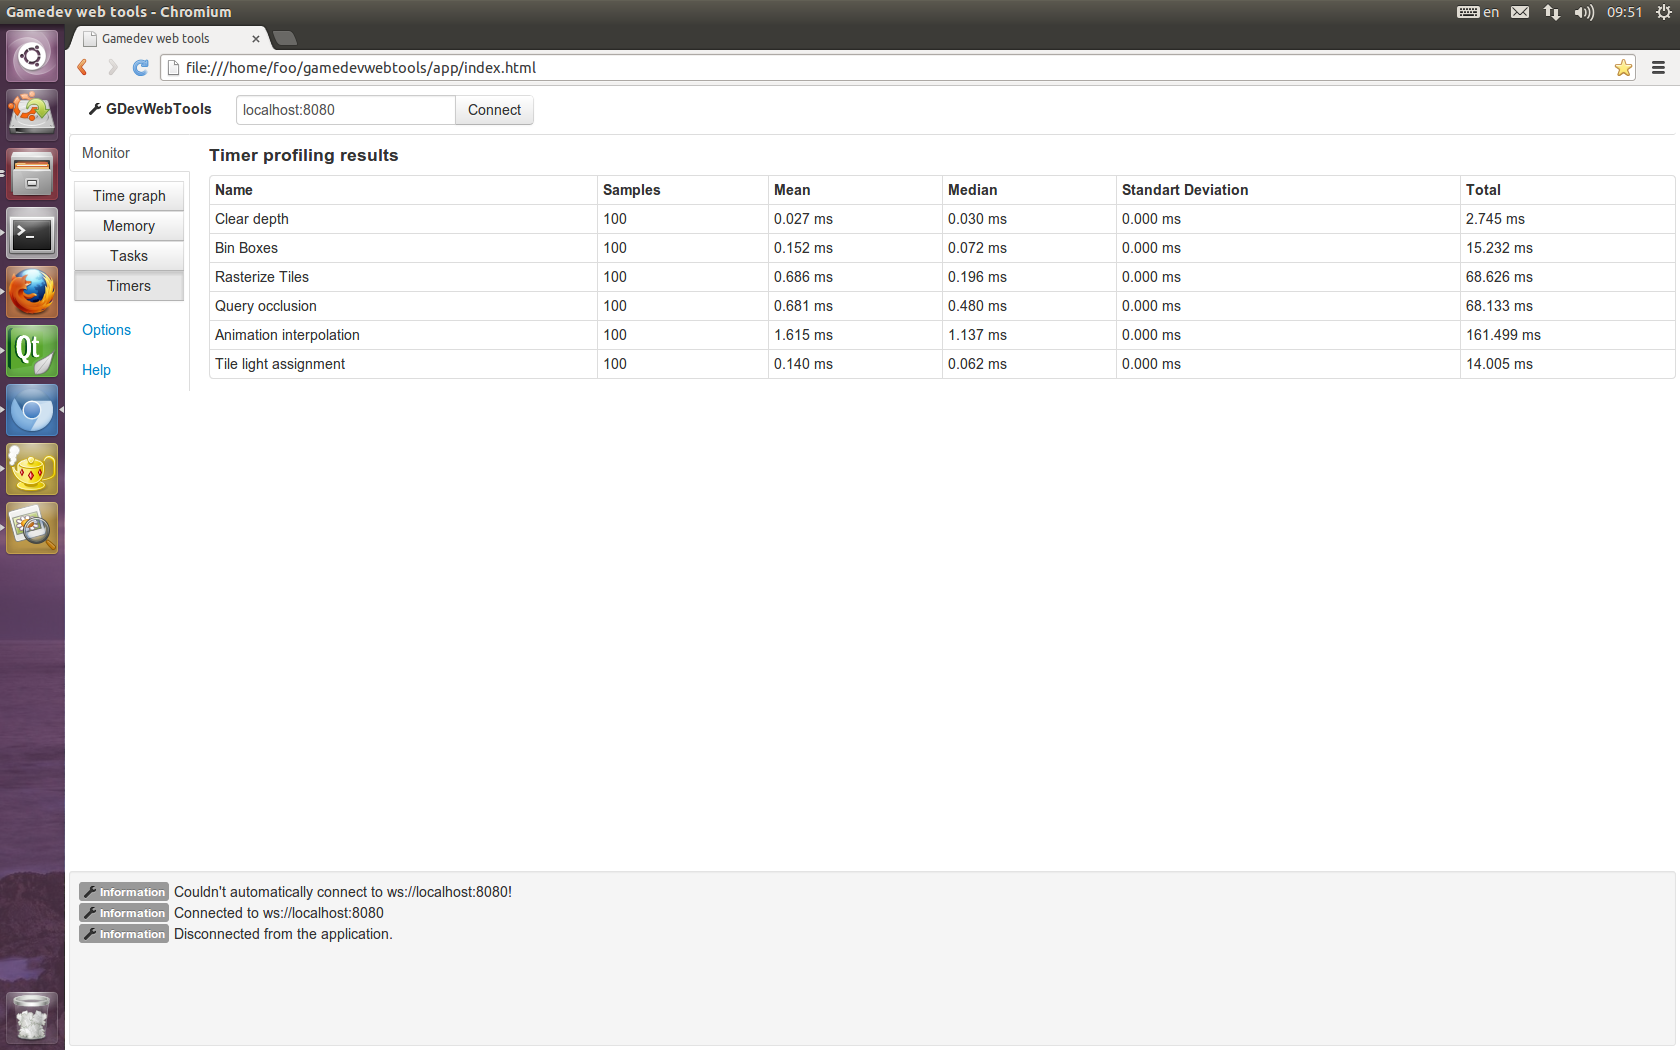 Gamedev web tools - Chromium
en 09:51
Gamedev web tools
file:///home/foo/gamedevwebtools/app/index.html
GDevWebTools localhost:8080 Connect
Monitor
Time graph
Memory
Tasks
Timers
Options
Help
Timer profiling results
Name Samples Mean Median Standart Deviation Total
Clear depth 100 0.027 ms 0.030 ms 0.000 ms 2.745 ms
Bin Boxes 100 0.152 ms 0.072 ms 0.000 ms 15.232 ms
Rasterize Tiles 100 0.686 ms 0.196 ms 0.000 ms 68.626 ms
Query occlusion 100 0.681 ms 0.480 ms 0.000 ms 68.133 ms
Animation interpolation 100 1.615 ms 1.137 ms 0.000 ms 161.499 ms
Tile light assignment 100 0.140 ms 0.062 ms 0.000 ms 14.005 ms
Information Couldn't automatically connect to ws://localhost:8080!
Information Connected to ws://localhost:8080
Information Disconnected from the application.
>_
Qt